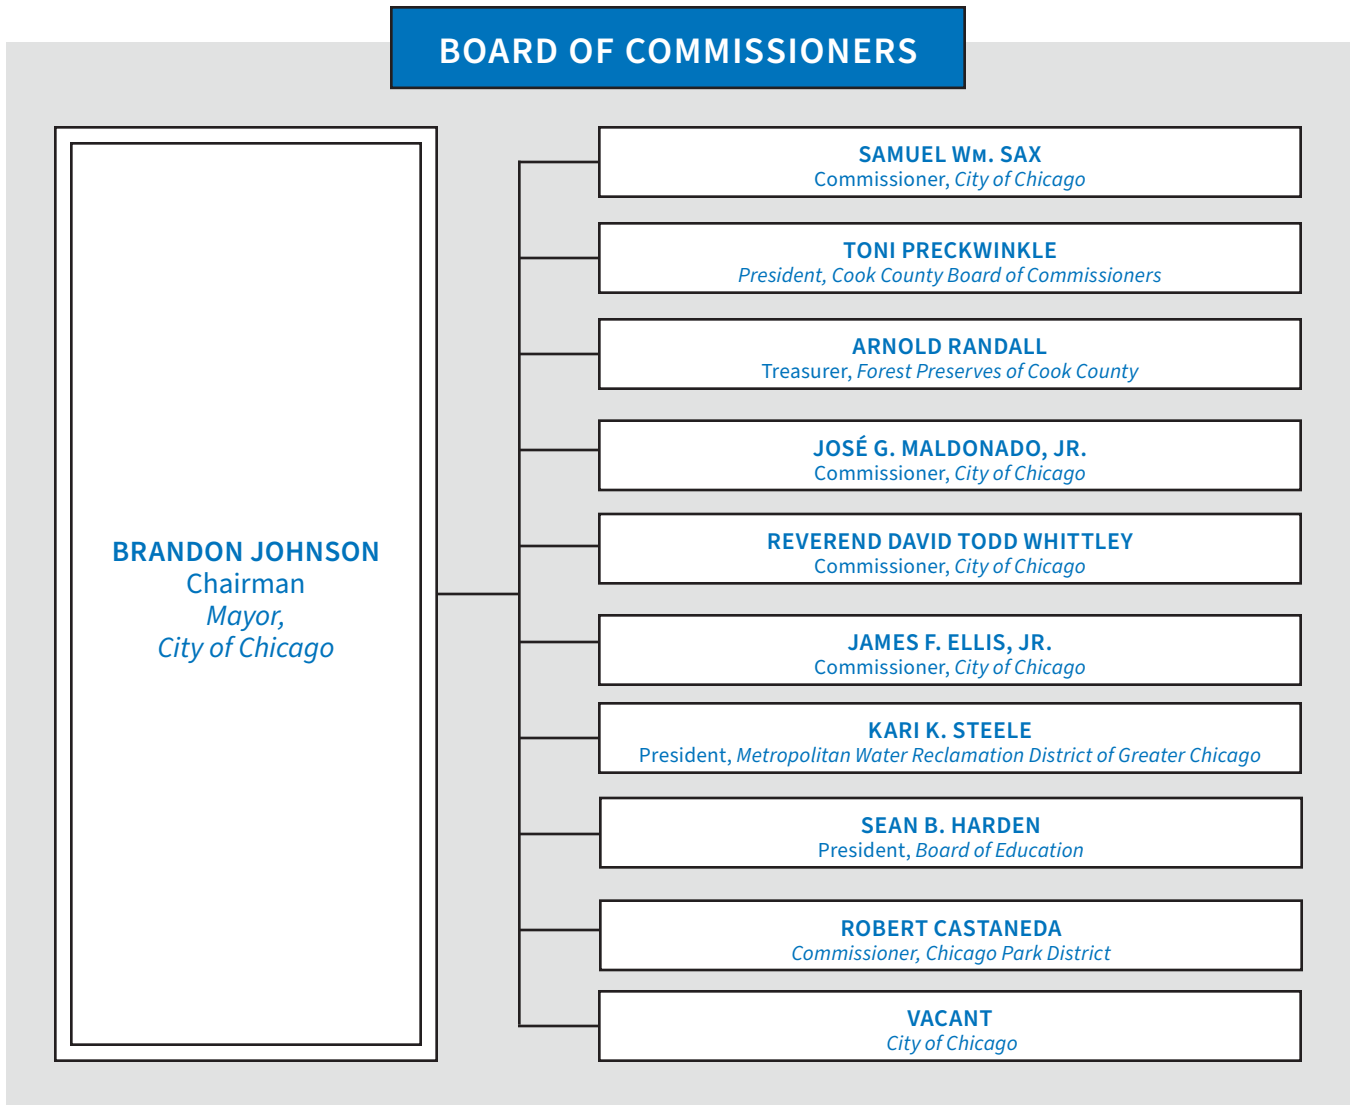 BOARD OF COMMISSIONERS
BRANDON JOHNSON
Chairman
Mayor,
City of Chicago
SAMUEL WM. SAX
Commissioner, City of Chicago
TONI PRECKWINKLE
President, Cook County Board of Commissioners
ARNOLD RANDALL
Treasurer, Forest Preserves of Cook County
JOSÉ G. MALDONADO, JR.
Commissioner, City of Chicago
REVEREND DAVID TODD WHITTLEY
Commissioner, City of Chicago
JAMES F. ELLIS, JR.
Commissioner, City of Chicago
KARI K. STEELE
President, Metropolitan Water Reclamation District of Greater Chicago
SEAN B. HARDEN
President, Board of Education
ROBERT CASTANEDA
Commissioner, Chicago Park District
VACANT
City of Chicago